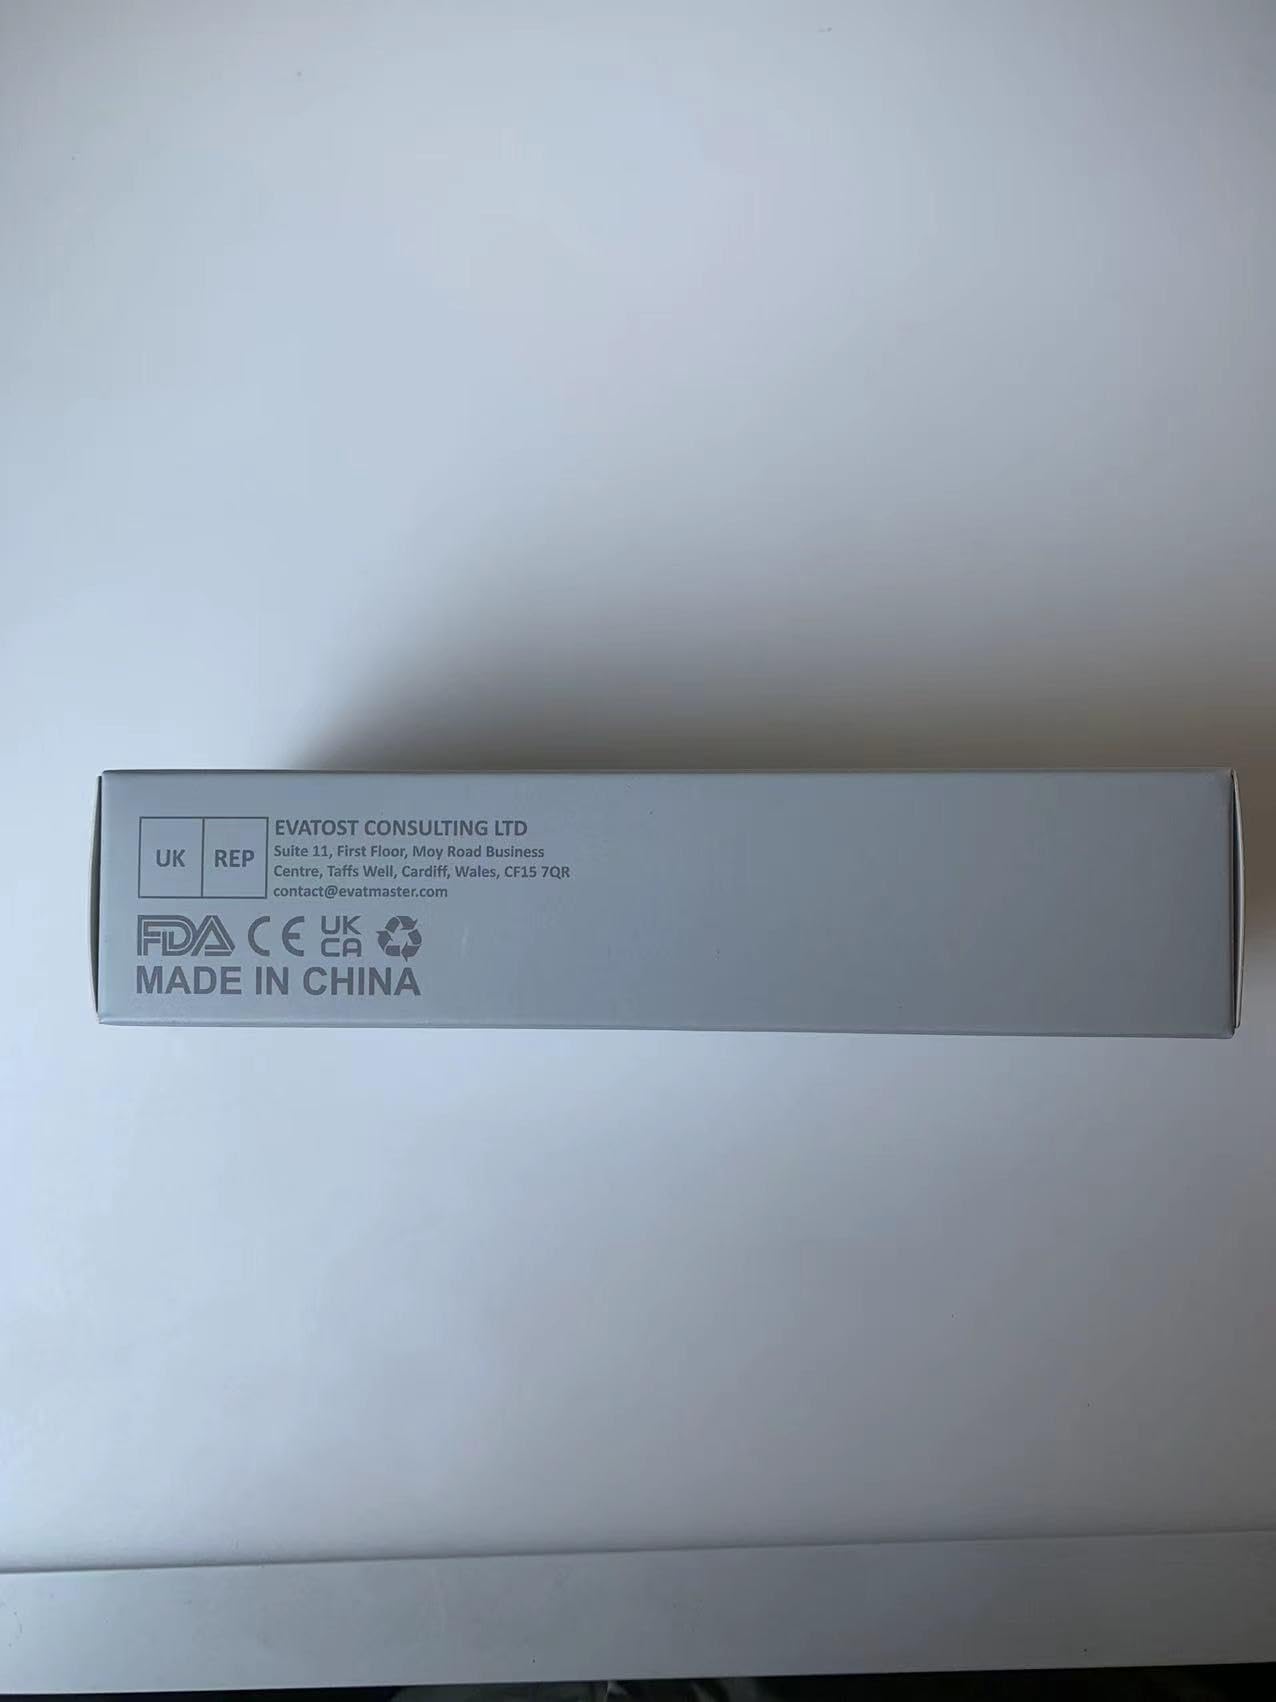 UK REP
EVATOST CONSULTING LTD
Suite 11, First Floor, Moy Road Business
Centre, Taffs Well, Cardiff, Wales, CF15 7QR
contact@evatmaster.com
FDA CE UK CA
MADE IN CHINA